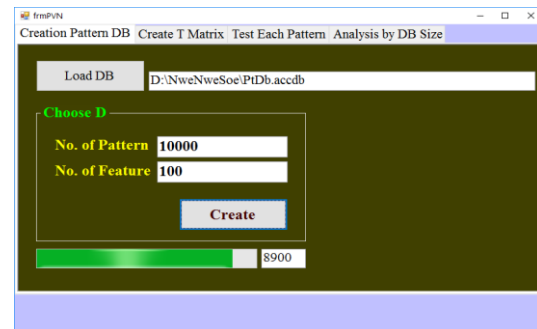 frmPVN
Creation Pattern DB Create T Matrix Test Each Pattern Analysis by DB Size
Load DB D:\NweNweSoe\PtDb.accdb
Choose D
No. of Pattern 10000
No. of Feature 100
Create
8900